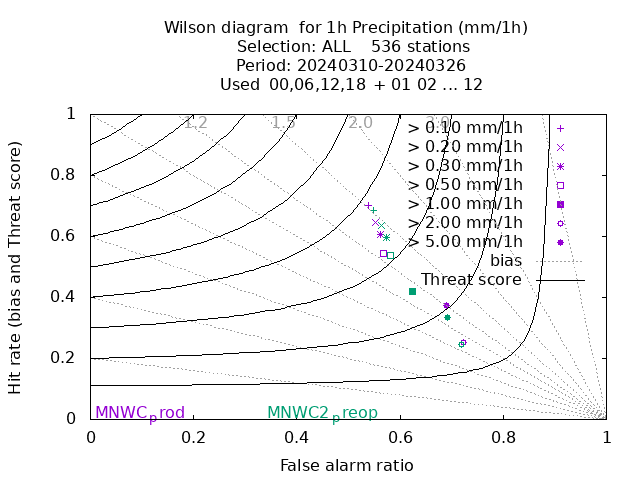 Wilson diagram  for 1h Precipitation (mm/1h)
Selection: ALL    536 stations
Period: 20240310-20240326
Used  00,06,12,18 + 01 02 ... 12
1.2 1.5 2.0 3.0
> 0.10 mm/1h
> 0.20 mm/1h
> 0.30 mm/1h
> 0.50 mm/1h
> 1.00 mm/1h
> 2.00 mm/1h
> 5.00 mm/1h
bias
Threat score
Hit rate (bias and Threat score)
1
0.8
0.6
0.4
0.2
0
MNWCprod MNWC2preop
0 0.2 0.4 0.6 0.8 1
False alarm ratio